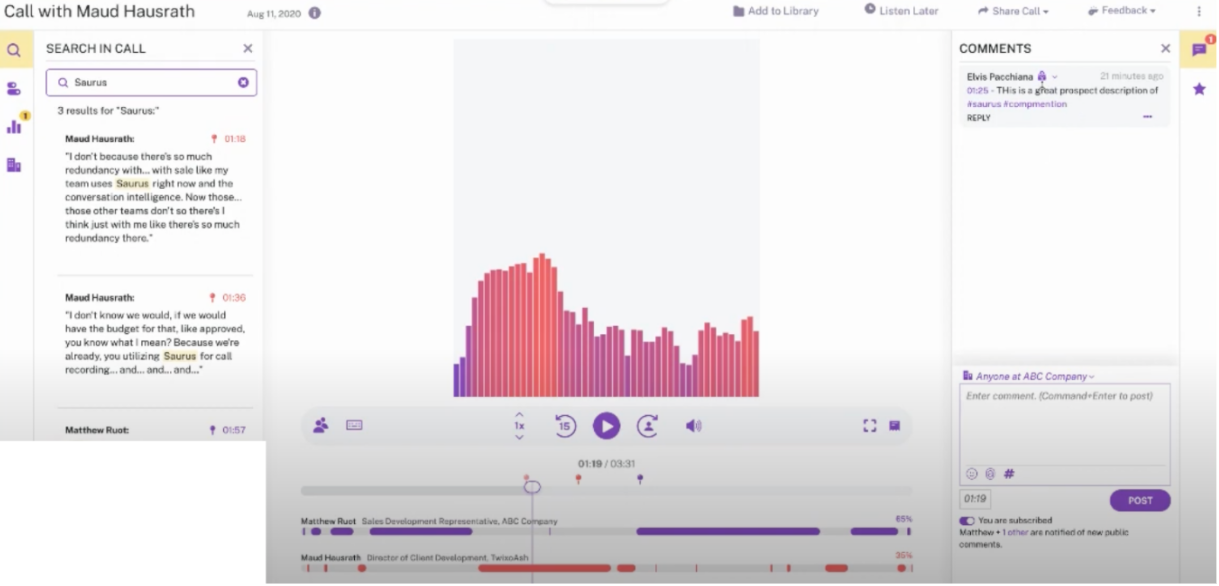 Call with Maud Hausrath
Aug 11, 2020
Add to Library
Listen Later
Share Call
Feedback
SEARCH IN CALL
Saurus
3 results for "Saurus:"
Maud Hausrath: 01:18
"I don't because there's so much
redundancy with... with sale like my
team uses Saurus right now and the
conversation intelligence. Now those...
those other teams don't so there's I
think just with me like there's so much
redundancy there."
Maud Hausrath: 01:36
"I don't know we would, if we would
have the budget for that, like approved,
you know what I mean? Because we're
already, you utilizing Saurus for call
recording... and... and... and..."
Matthew Ruot: 01:57
1
1x
15
01:19 / 03:31
Matthew Ruot Sales Development Representative, ABC Company 65%
Maud Hausrath Director of Client Development, TwixoAsh 35%
COMMENTS
1
Elvis Pacchiana 21 minutes ago
01:25 - THis is a great prospect description of
#saurus #compmention
REPLY
Anyone at ABC Company
Enter comment. (Command+Enter to post)
#
01:19
POST
You are subscribed
Matthew + 1 other are notified of new public
comments.